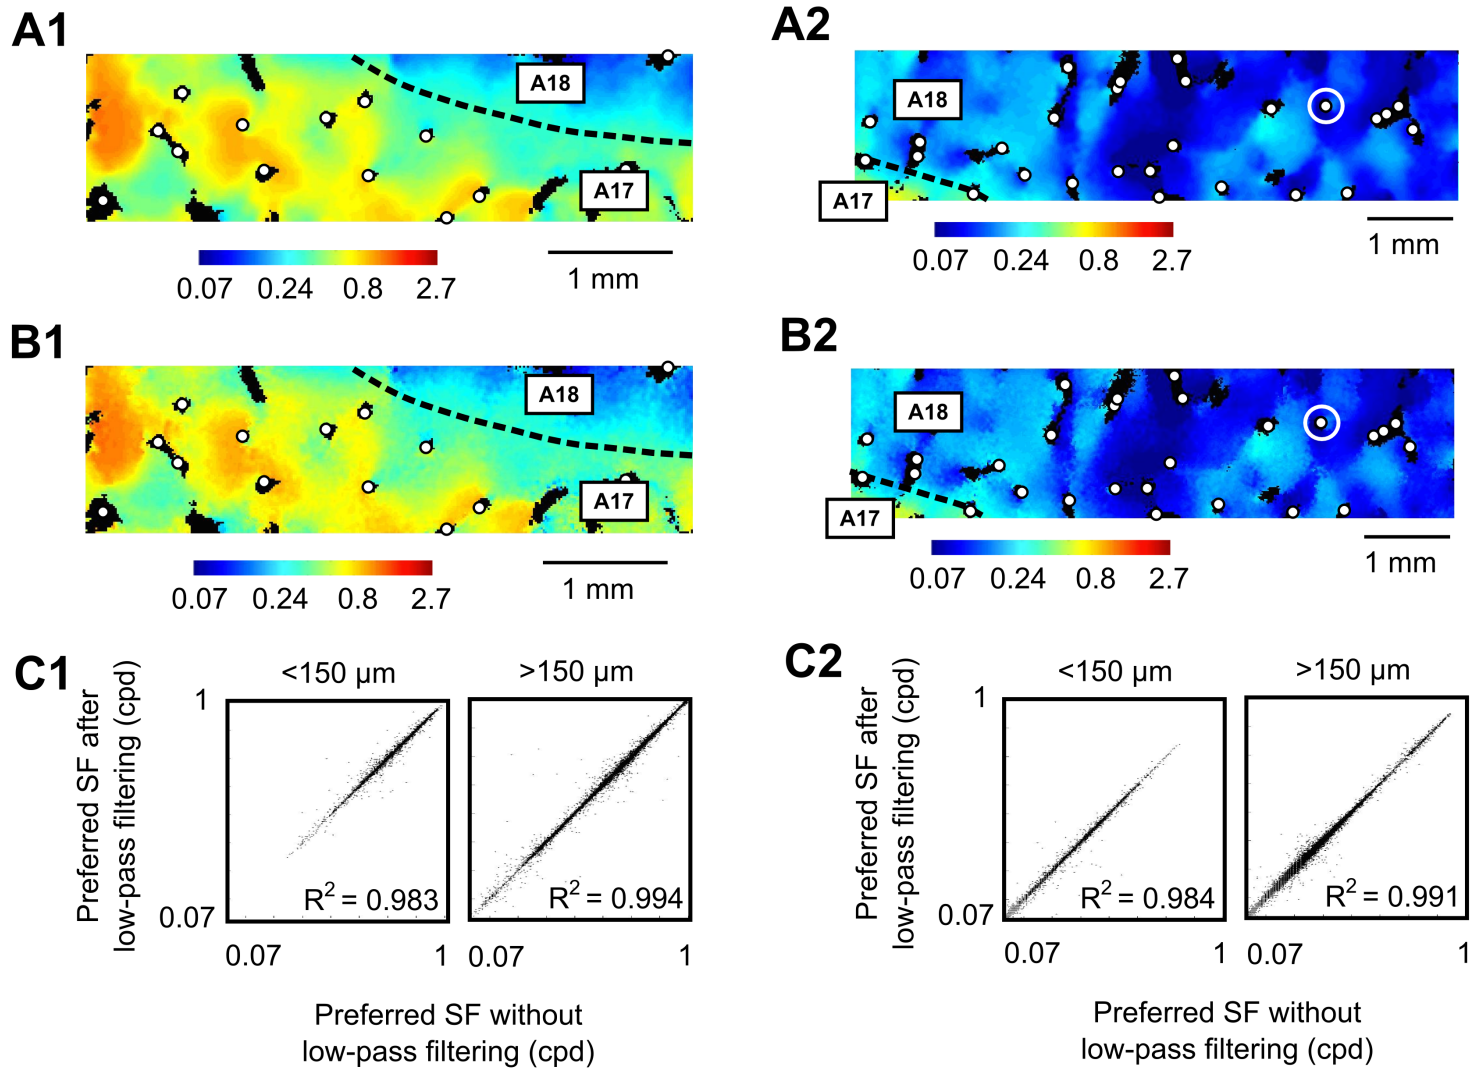 A1
A18
A17
0.07 0.24 0.8 2.7
1 mm
A2
A18
A17
0.07 0.24 0.8 2.7
1 mm
B1
A18
A17
0.07 0.24 0.8 2.7
1 mm
B2
A18
A17
0.07 0.24 0.8 2.7
1 mm
C1
<150 µm >150 µm
Preferred SF after
low-pass filtering (cpd)
1
0.07
R² = 0.983
R² = 0.994
0.07 1 0.07 1
Preferred SF without
low-pass filtering (cpd)
C2
<150 µm >150 µm
Preferred SF after
low-pass filtering (cpd)
1
0.07
R² = 0.984
R² = 0.991
0.07 1 0.07 1
Preferred SF without
low-pass filtering (cpd)